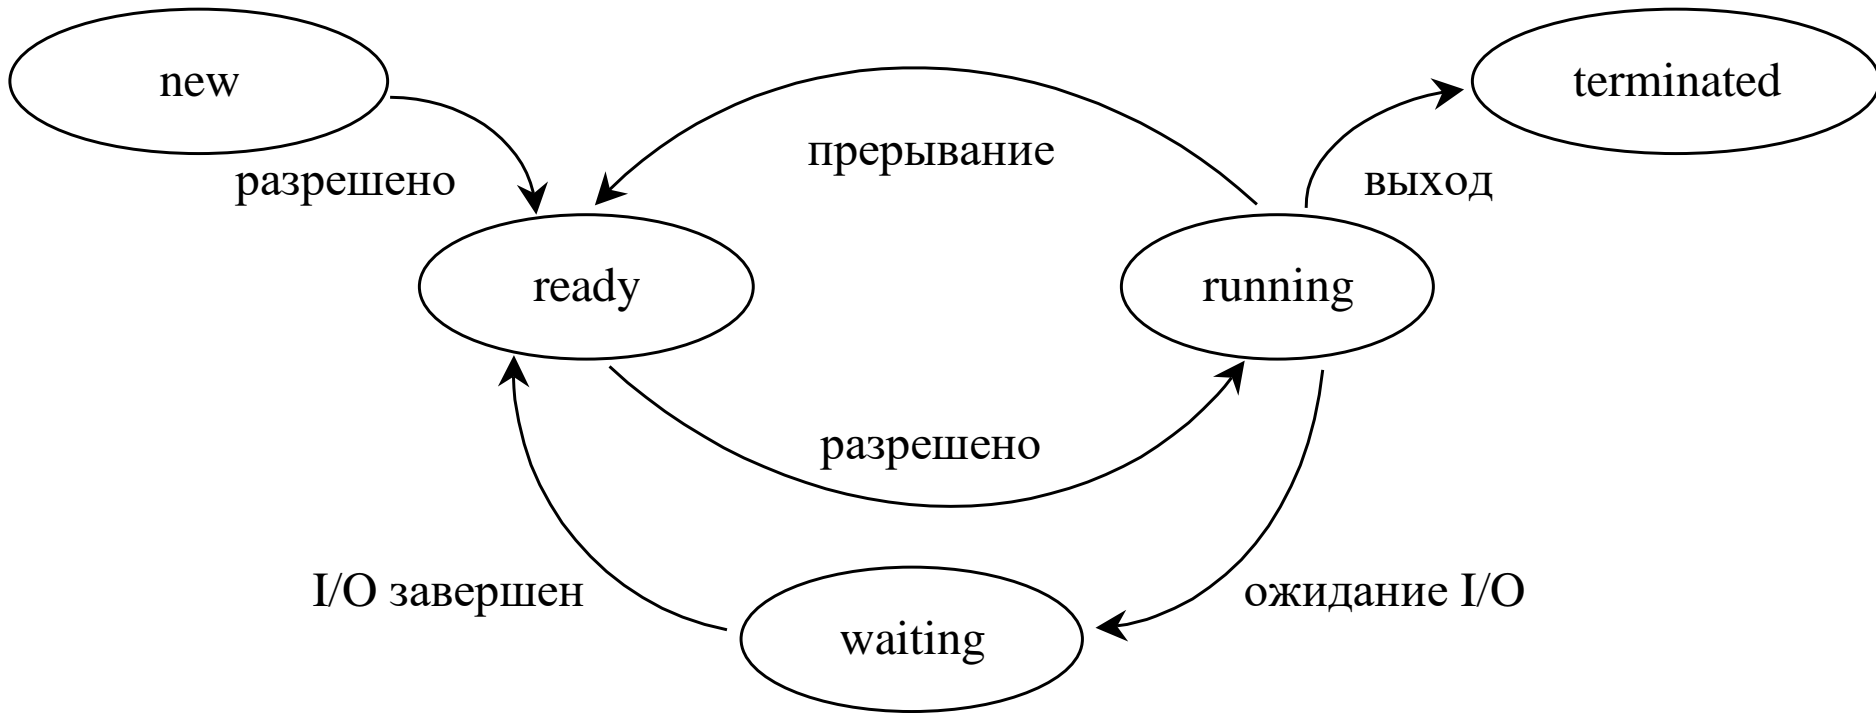 new
terminated
прерывание
разрешено
выход
ready
running
разрешено
I/O завершен
ожидание I/O
waiting